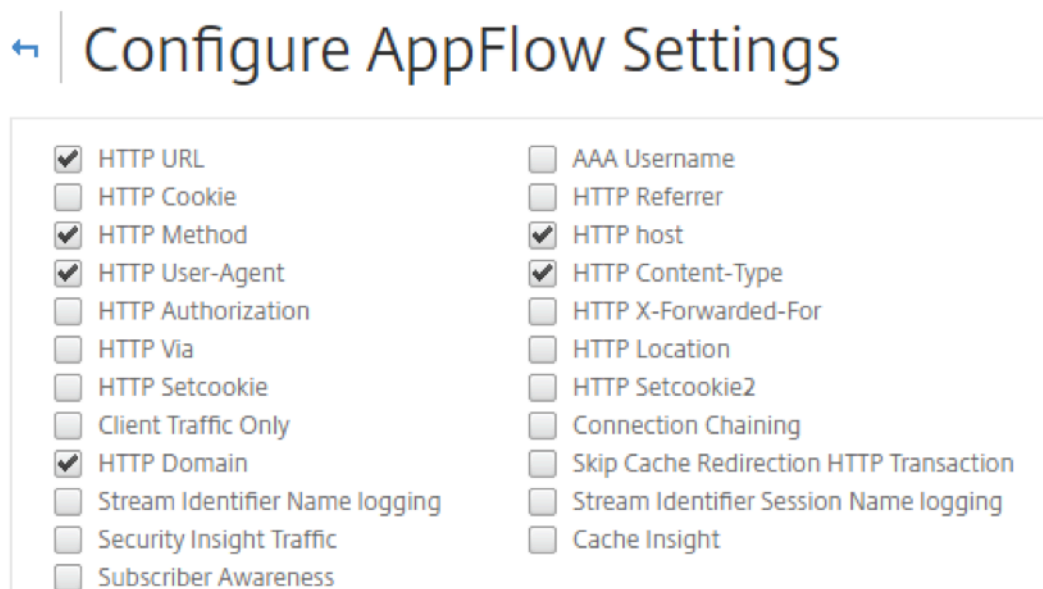 Configure AppFlow Settings
HTTP URL
AAA Username
HTTP Cookie
HTTP Referrer
HTTP Method
HTTP host
HTTP User-Agent
HTTP Content-Type
HTTP Authorization
HTTP X-Forwarded-For
HTTP Via
HTTP Location
HTTP Setcookie
HTTP Setcookie2
Client Traffic Only
Connection Chaining
HTTP Domain
Skip Cache Redirection HTTP Transaction
Stream Identifier Name logging
Stream Identifier Session Name logging
Security Insight Traffic
Cache Insight
Subscriber Awareness